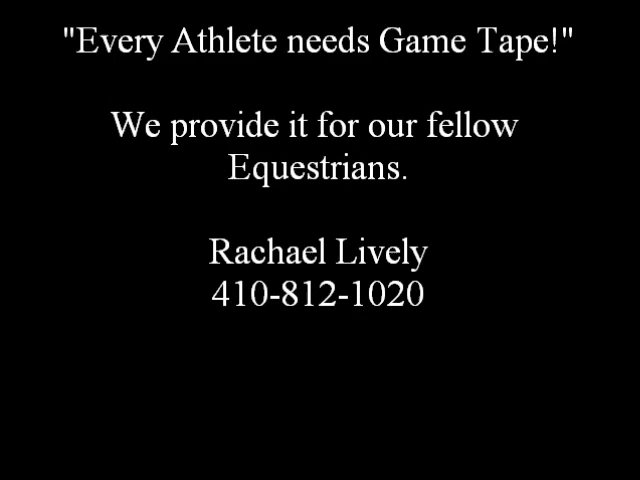 "Every Athlete needs Game Tape!"
We provide it for our fellow
Equestrians.
Rachael Lively
410-812-1020